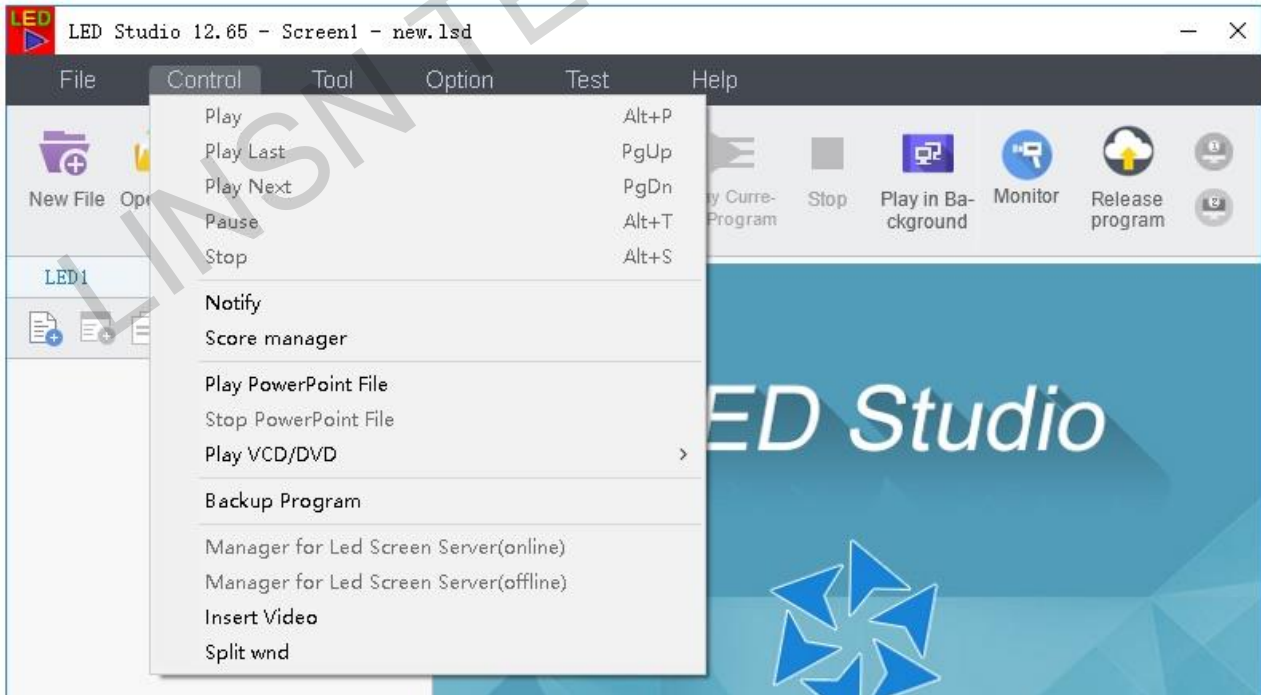 LED
LED Studio 12.65 - Screen1 - new.lsd
File Control Tool Option Test Help
Play Alt+P
Play Last PgUp
Play Next PgDn
Pause Alt+T
Stop Alt+S
Notify
Score manager
Play PowerPoint File
Stop PowerPoint File
Play VCD/DVD
Backup Program
Manager for Led Screen Server(online)
Manager for Led Screen Server(offline)
Insert Video
Split wnd
New File
Curre-
Program
Stop
Play in Ba-
ckground
Monitor
Release
program
1
2
LED1
ED Studio
LINSN